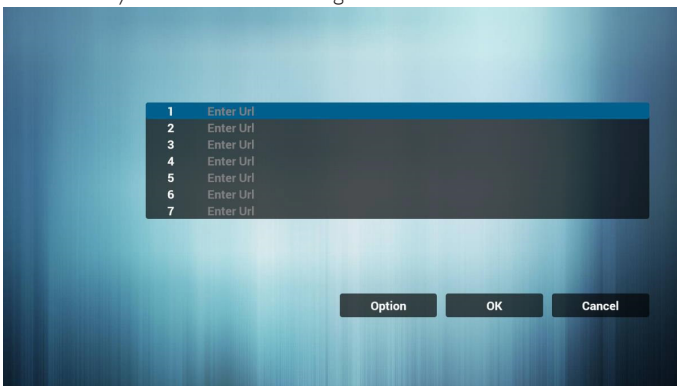 1 Enter Url
2 Enter Url
3 Enter Url
4 Enter Url
5 Enter Url
6 Enter Url
7 Enter Url
Option OK Cancel